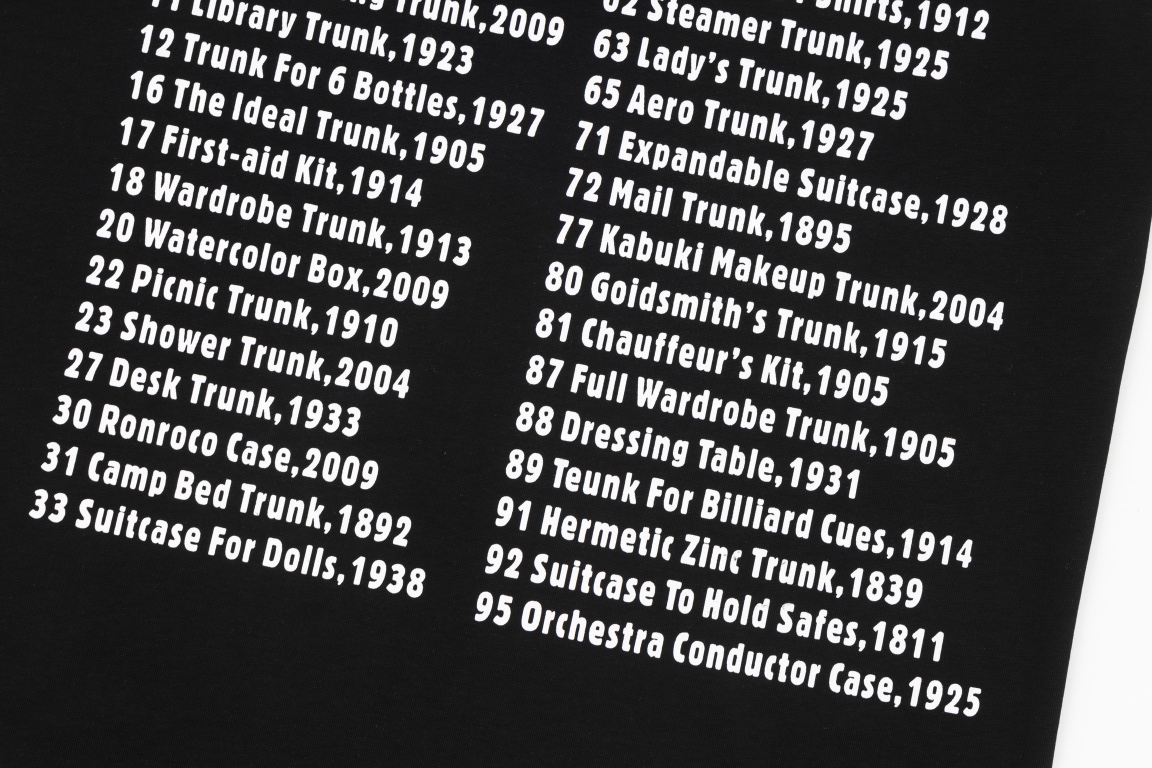 Trunk,2009
11 Library Trunk,1923
12 Trunk For 6 Bottles,1927
16 The Ideal Trunk,1905
17 First-aid Kit,1914
18 Wardrobe Trunk,1913
20 Watercolor Box,2009
22 Picnic Trunk,1910
23 Shower Trunk,2004
27 Desk Trunk,1933
30 Ronroco Case,2009
31 Camp Bed Trunk,1892
33 Suitcase For Dolls,1938
Shirts,1912
62 Steamer Trunk,1925
63 Lady's Trunk,1925
65 Aero Trunk,1927
71 Expandable Suitcase,1928
72 Mail Trunk,1895
77 Kabuki Makeup Trunk,2004
80 Goidsmith's Trunk,1915
81 Chauffeur's Kit,1905
87 Full Wardrobe Trunk,1905
88 Dressing Table,1931
89 Teunk For Billiard Cues,1914
91 Hermetic Zinc Trunk,1839
92 Suitcase To Hold Safes,1811
95 Orchestra Conductor Case,1925